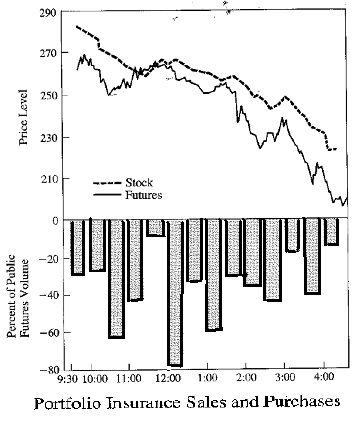 290
270
250
230
210
Price Level
Stock
Futures
0
−20
−40
−60
−80
Percent of Public
Futures Volume
9:30 10:00 11:00 12:00 1:00 2:00 3:00 4:00
Portfolio Insurance Sales and Purchases